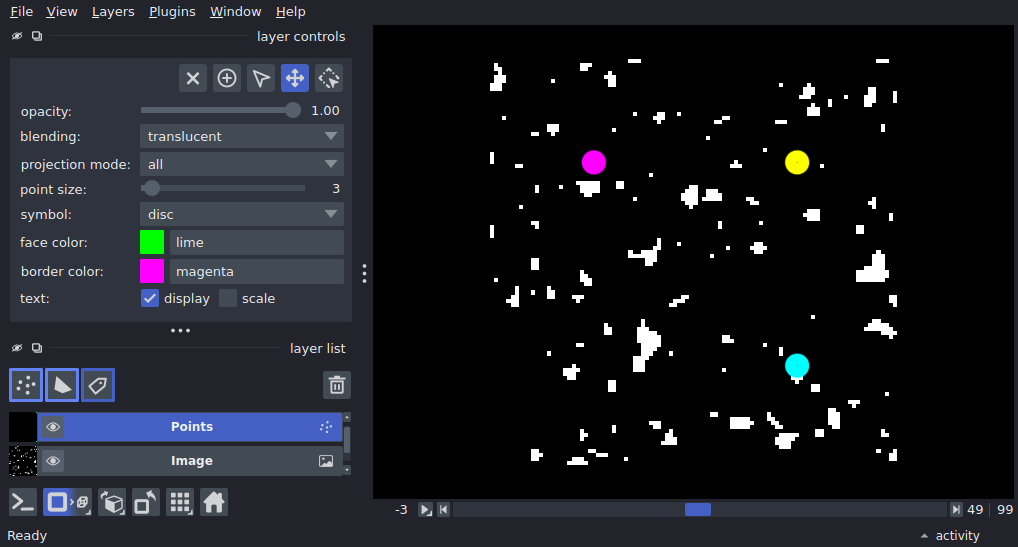 File View Layers Plugins Window Help
layer controls
opacity: 1.00
blending: translucent
projection mode: all
point size: 3
symbol: disc
face color: lime
border color: magenta
text: display scale
layer list
Points
Image
-3 49 99
Ready activity